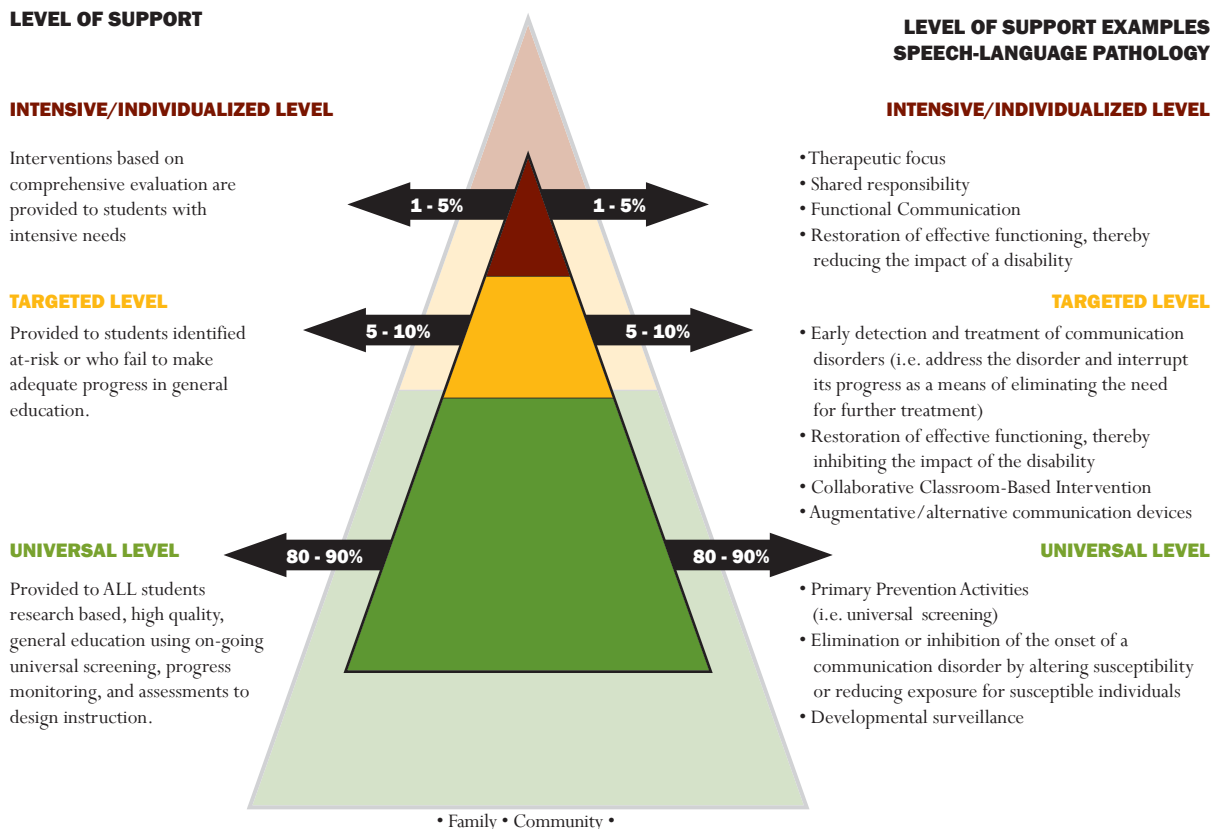 LEVEL OF SUPPORT
LEVEL OF SUPPORT EXAMPLES
SPEECH-LANGUAGE PATHOLOGY
INTENSIVE/INDIVIDUALIZED LEVEL
Interventions based on
comprehensive evaluation are
provided to students with
intensive needs
1 - 5%
1 - 5%
INTENSIVE/INDIVIDUALIZED LEVEL
• Therapeutic focus
• Shared responsibility
• Functional Communication
• Restoration of effective functioning, thereby
reducing the impact of a disability
TARGETED LEVEL
Provided to students identified
at-risk or who fail to make
adequate progress in general
education.
5 - 10%
5 - 10%
TARGETED LEVEL
• Early detection and treatment of communication
disorders (i.e. address the disorder and interrupt
its progress as a means of eliminating the need
for further treatment)
• Restoration of effective functioning, thereby
inhibiting the impact of the disability
• Collaborative Classroom-Based Intervention
• Augmentative/alternative communication devices
UNIVERSAL LEVEL
Provided to ALL students
research based, high quality,
general education using on-going
universal screening, progress
monitoring, and assessments to
design instruction.
80 - 90%
80 - 90%
UNIVERSAL LEVEL
• Primary Prevention Activities
(i.e. universal screening)
• Elimination or inhibition of the onset of a
communication disorder by altering susceptibility
or reducing exposure for susceptible individuals
• Developmental surveillance
• Family • Community •